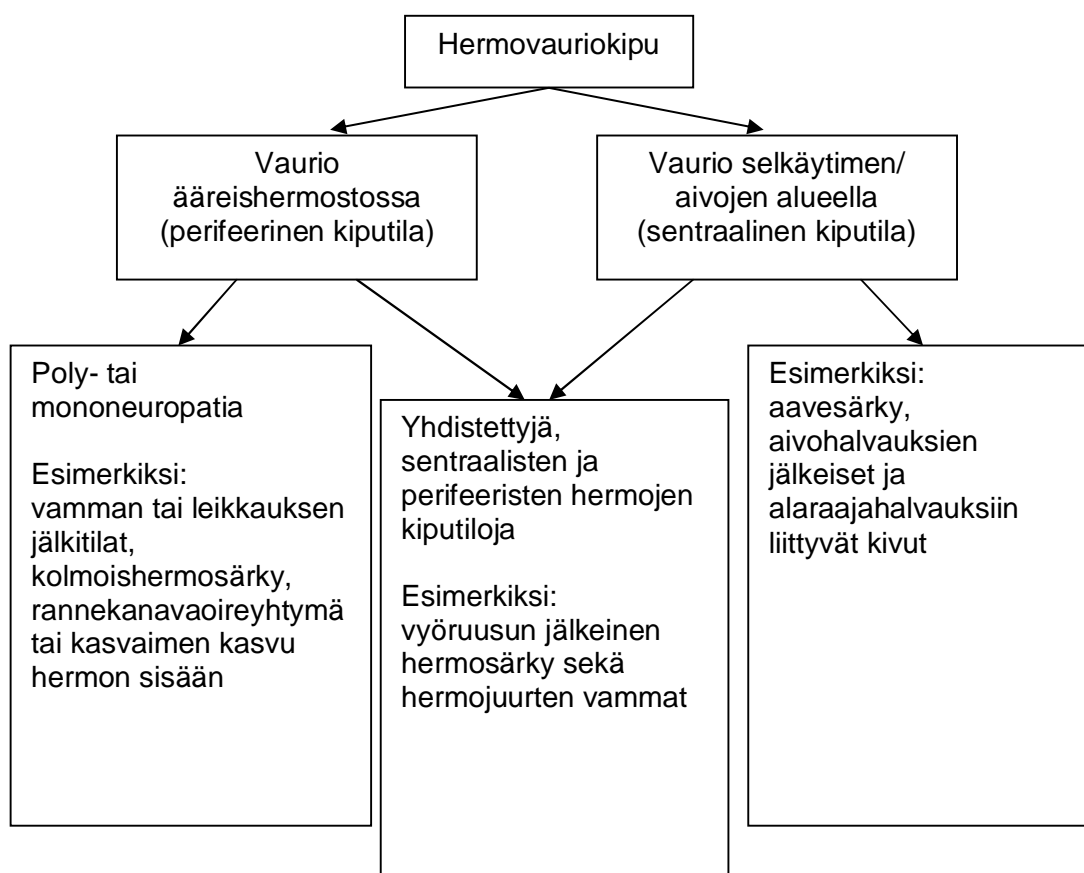 Hermovauriokipu
Vaurio
ääreishermostossa
(perifeerinen kiputila)
Vaurio selkäytimen/
aivojen alueella
(sentraalinen kiputila)
Poly- tai
mononeuropatia
Esimerkiksi:
vamman tai leikkauksen
jälkitilat,
kolmoishermosärky,
rannekanavaoireyhtymä
tai kasvaimen kasvu
hermon sisään
Yhdistettyjä,
sentraalisten ja
perifeeristen hermojen
kiputiloja
Esimerkiksi:
vyöruusun jälkeinen
hermosärky sekä
hermojuurten vammat
Esimerkiksi:
aavesärky,
aivohalvauksien
jälkeiset ja
alaraajahalvauksiin
liittyvät kivut